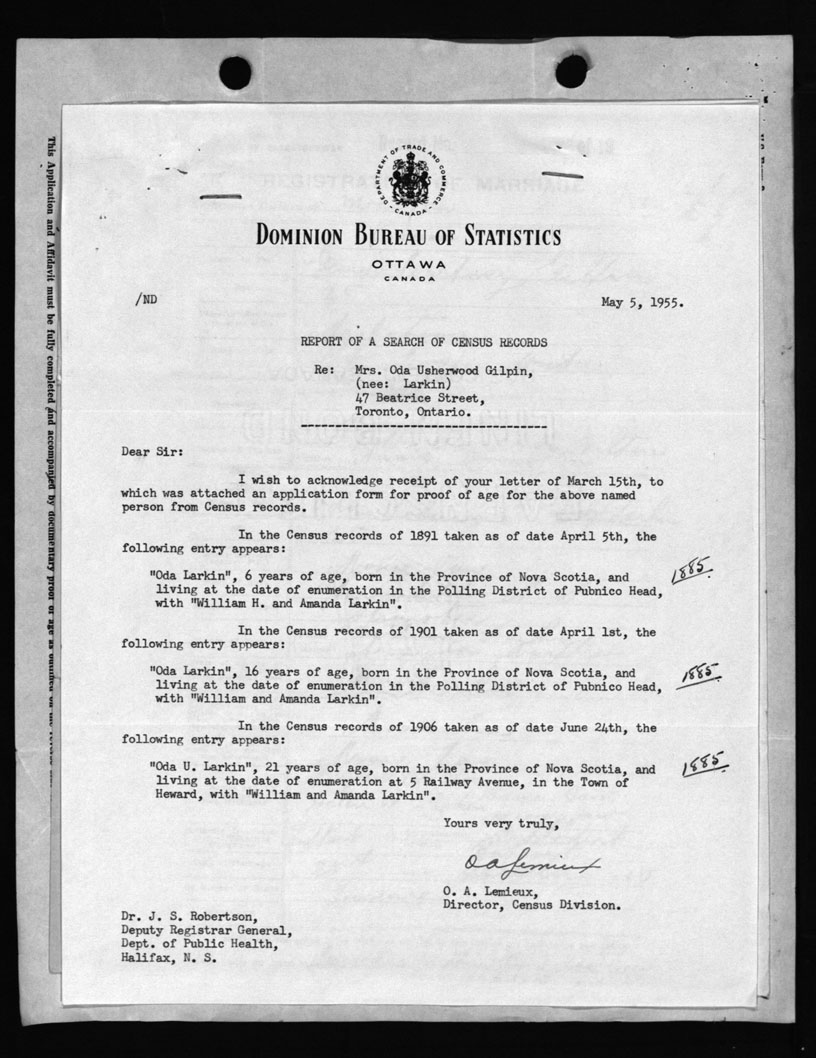 DEPARTMENT OF TRADE AND COMMERCE
- CANADA -
DOMINION BUREAU OF STATISTICS
OTTAWA
CANADA
/ND
May 5, 1955.
REPORT OF A SEARCH OF CENSUS RECORDS
Re: Mrs. Oda Usherwood Gilpin,
(nee: Larkin)
47 Beatrice Street,
Toronto, Ontario.
Dear Sir:
I wish to acknowledge receipt of your letter of March 15th, to
which was attached an application form for proof of age for the above named
person from Census records.
In the Census records of 1891 taken as of date April 5th, the
following entry appears:
"Oda Larkin", 6 years of age, born in the Province of Nova Scotia, and
living at the date of enumeration in the Polling District of Pubnico Head,
with "William H. and Amanda Larkin".
1885
In the Census records of 1901 taken as of date April 1st, the
following entry appears:
"Oda Larkin", 16 years of age, born in the Province of Nova Scotia, and
living at the date of enumeration in the Polling District of Pubnico Head,
with "William and Amanda Larkin".
1885
In the Census records of 1906 taken as of date June 24th, the
following entry appears:
"Oda U. Larkin", 21 years of age, born in the Province of Nova Scotia, and
living at the date of enumeration at 5 Railway Avenue, in the Town of
Heward, with "William and Amanda Larkin".
1885
Yours very truly,
O A Lemieux
O. A. Lemieux,
Director, Census Division.
Dr. J. S. Robertson,
Deputy Registrar General,
Dept. of Public Health,
Halifax, N. S.
This Application and Affidavit must be fully completed and accompanied by documentary proof of age as